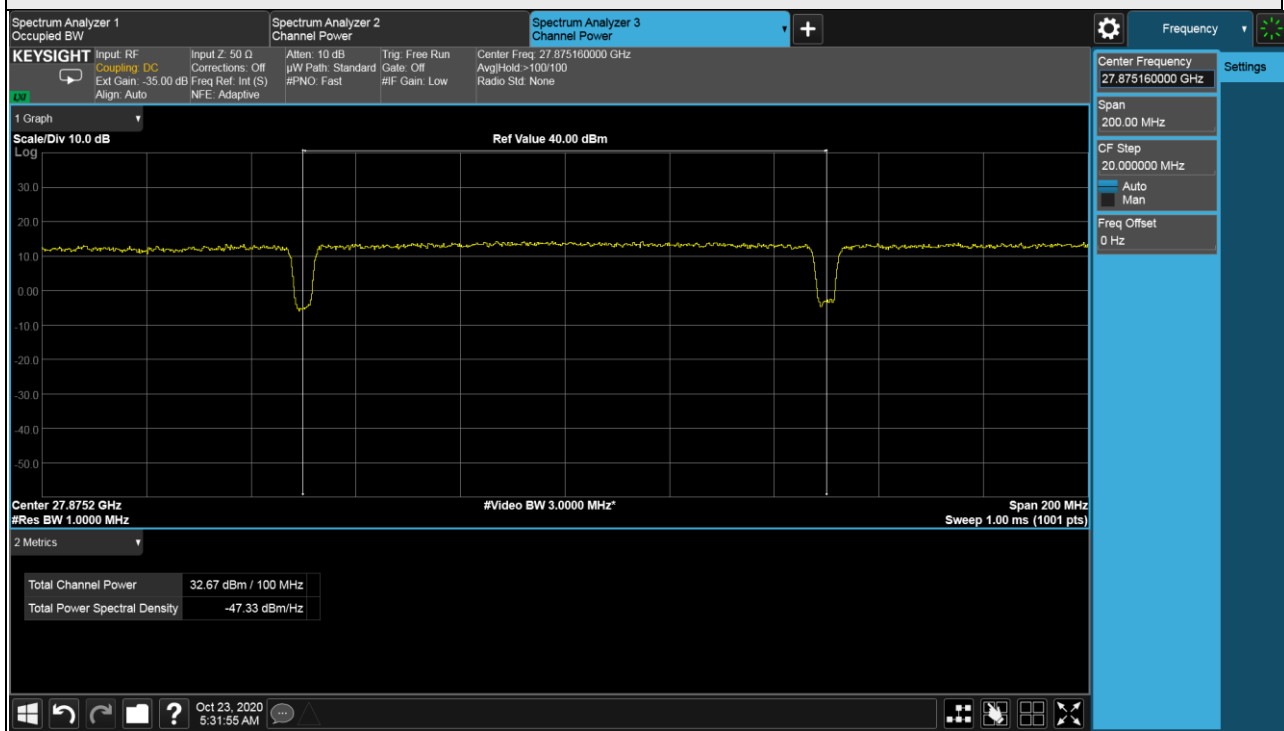 Spectrum Analyzer 1
Occupied BW
Spectrum Analyzer 2
Channel Power
Spectrum Analyzer 3
Channel Power
+
Frequency
KEYSIGHT
Input: RF
Coupling: DC
Ext Gain: -35.00 dB
Align: Auto
Input Z: 50 Ω
Corrections: Off
Freq Ref: Int (S)
NFE: Adaptive
Atten: 10 dB
µW Path: Standard
#PNO: Fast
Trig: Free Run
Gate: Off
#IF Gain: Low
Center Freq: 27.875160000 GHz
Avg|Hold:>100/100
Radio Std: None
LXI
Center Frequency
27.875160000 GHz
Settings
Span
200.00 MHz
CF Step
20.000000 MHz
Auto
Man
Freq Offset
0 Hz
1 Graph
Scale/Div 10.0 dB
Ref Value 40.00 dBm
Log
30.0
20.0
10.0
0.00
-10.0
-20.0
-30.0
-40.0
-50.0
Center 27.8752 GHz
#Video BW 3.0000 MHz*
Span 200 MHz
#Res BW 1.0000 MHz
Sweep 1.00 ms (1001 pts)
2 Metrics
Total Channel Power 32.67 dBm / 100 MHz
Total Power Spectral Density -47.33 dBm/Hz
?
Oct 23, 2020
5:31:55 AM